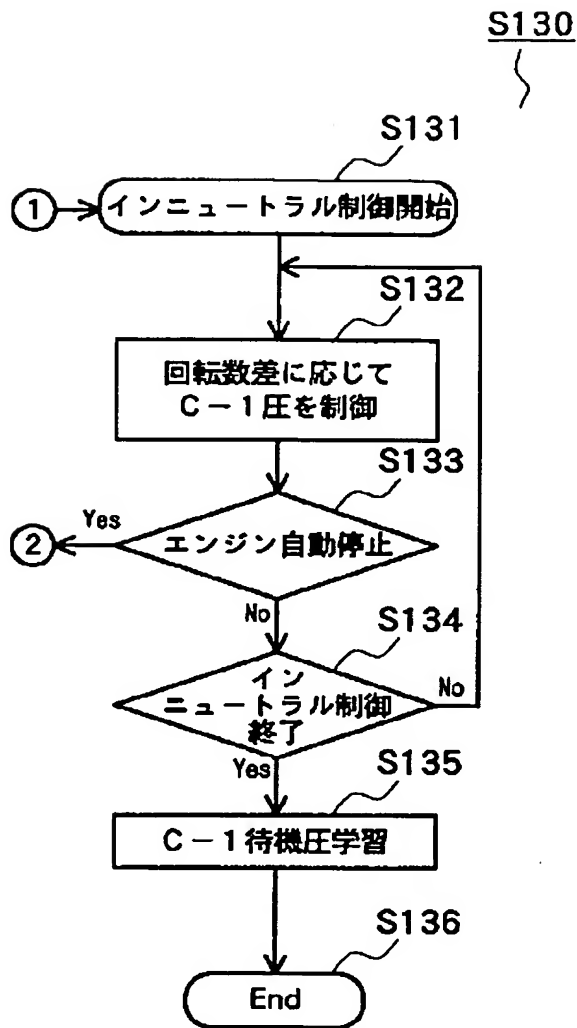 S130
S131
①
インニュートラル制御開始
S132
回転数差に応じて
C－1圧を制御
S133
Yes
②
エンジン自動停止
No
S134
イン
ニュートラル制御
終了
No
Yes
S135
C－1待機圧学習
S136
End